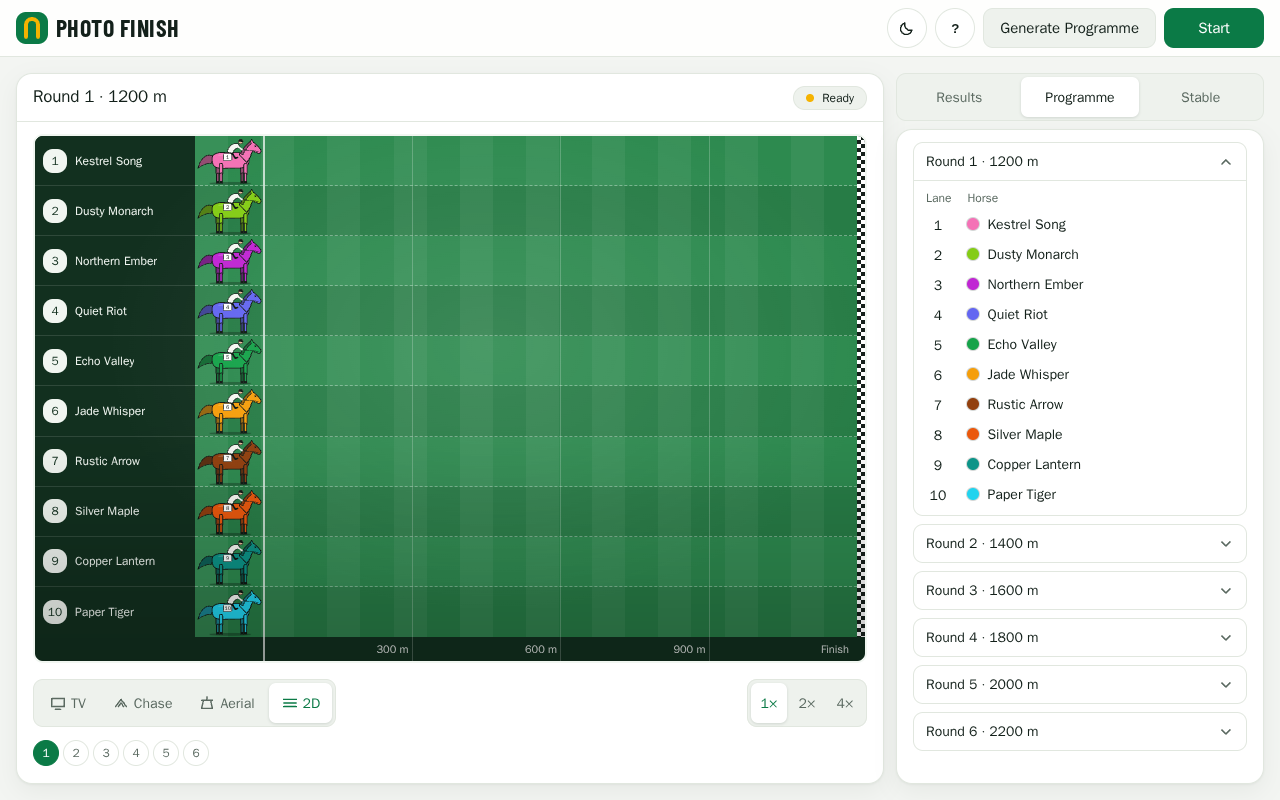 PHOTO FINISH
?
Generate Programme
Start
Round 1 · 1200 m
Ready
1 Kestrel Song
2 Dusty Monarch
3 Northern Ember
4 Quiet Riot
5 Echo Valley
6 Jade Whisper
7 Rustic Arrow
8 Silver Maple
9 Copper Lantern
10 Paper Tiger
300 m
600 m
900 m
Finish
TV
Chase
Aerial
2D
1×
2×
4×
1 2 3 4 5 6
Results
Programme
Stable
Round 1 · 1200 m
Lane Horse
1 Kestrel Song
2 Dusty Monarch
3 Northern Ember
4 Quiet Riot
5 Echo Valley
6 Jade Whisper
7 Rustic Arrow
8 Silver Maple
9 Copper Lantern
10 Paper Tiger
Round 2 · 1400 m
Round 3 · 1600 m
Round 4 · 1800 m
Round 5 · 2000 m
Round 6 · 2200 m